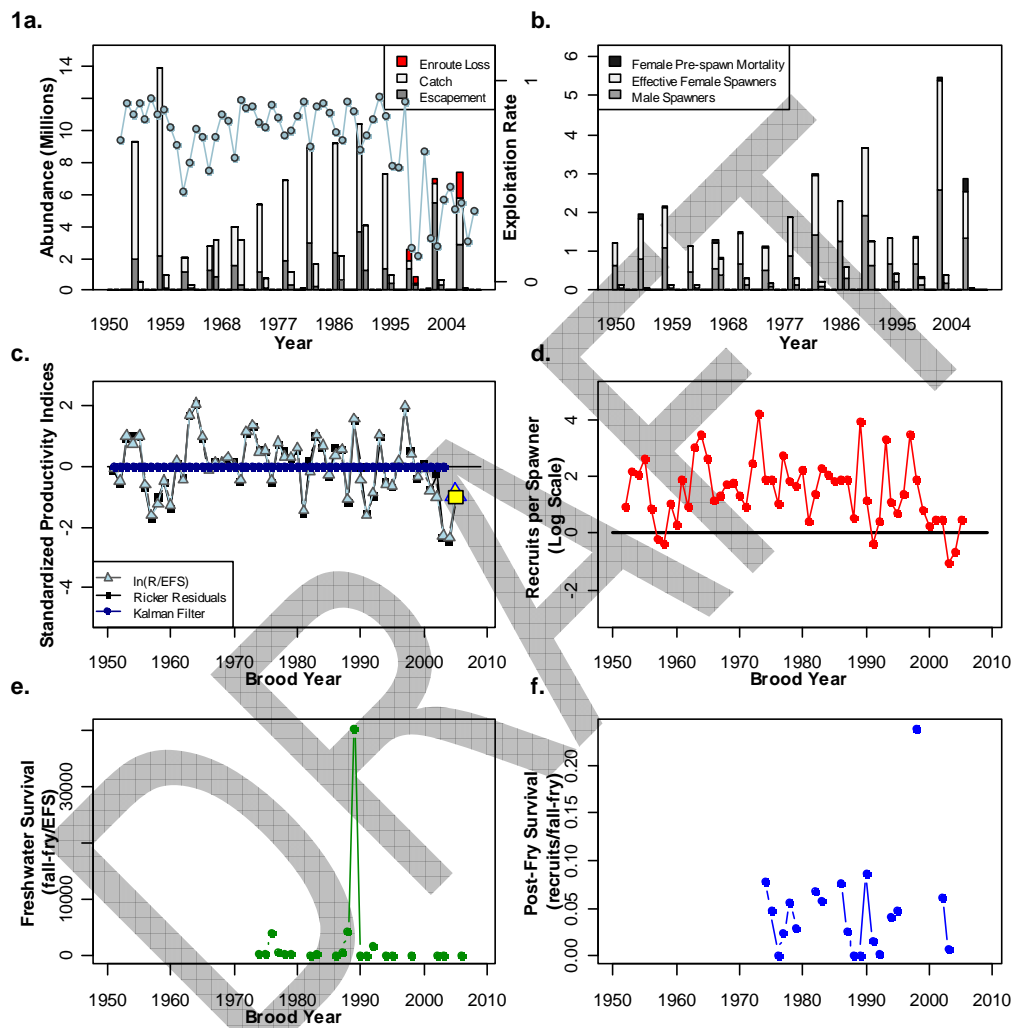 1a.
b.
14
12
10
8
6
4
2
0
Abundance (Millions)
Enroute Loss
Catch
Escapement
1
0
Exploitation Rate
1950 1959 1968 1977 1986 1995 2004
Year
6
5
4
3
2
1
0
Female Pre-spawn Mortality
Effective Female Spawners
Male Spawners
1950 1959 1968 1977 1986 1995 2004
Year
c.
d.
2
0
-2
-4
Standardized Productivity Indices
ln(R/EFS)
Ricker Residuals
Kalman Filter
1950 1960 1970 1980 1990 2000 2010
Brood Year
4
2
0
-2
Recruits per Spawner
(Log Scale)
1950 1960 1970 1980 1990 2000 2010
Brood Year
e.
f.
30000
10000
0
Freshwater Survival
(fall-fry/EFS)
1950 1960 1970 1980 1990 2000 2010
Brood Year
0.20
0.15
0.10
0.05
0.00
Post-Fry Survival
(recruits/fall-fry)
1950 1960 1970 1980 1990 2000 2010
Brood Year
DRAFT